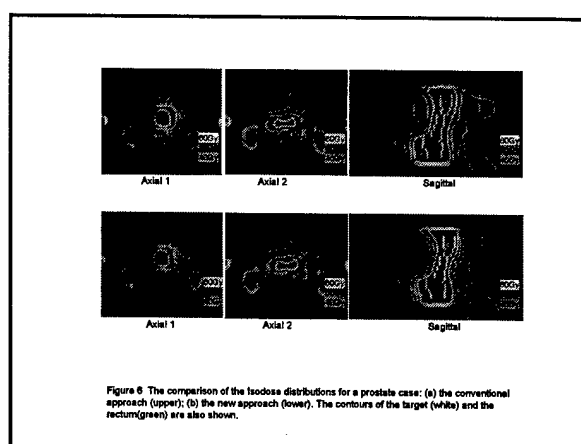 Axial 1 Axial 2 Sagittal
Axial 1 Axial 2 Sagittal
Figure 6 The comparison of the isodose distributions for a prostate case: (a) the conventional
approach (upper); (b) the new approach (lower). The contours of the target (white) and the
rectum(green) are also shown.